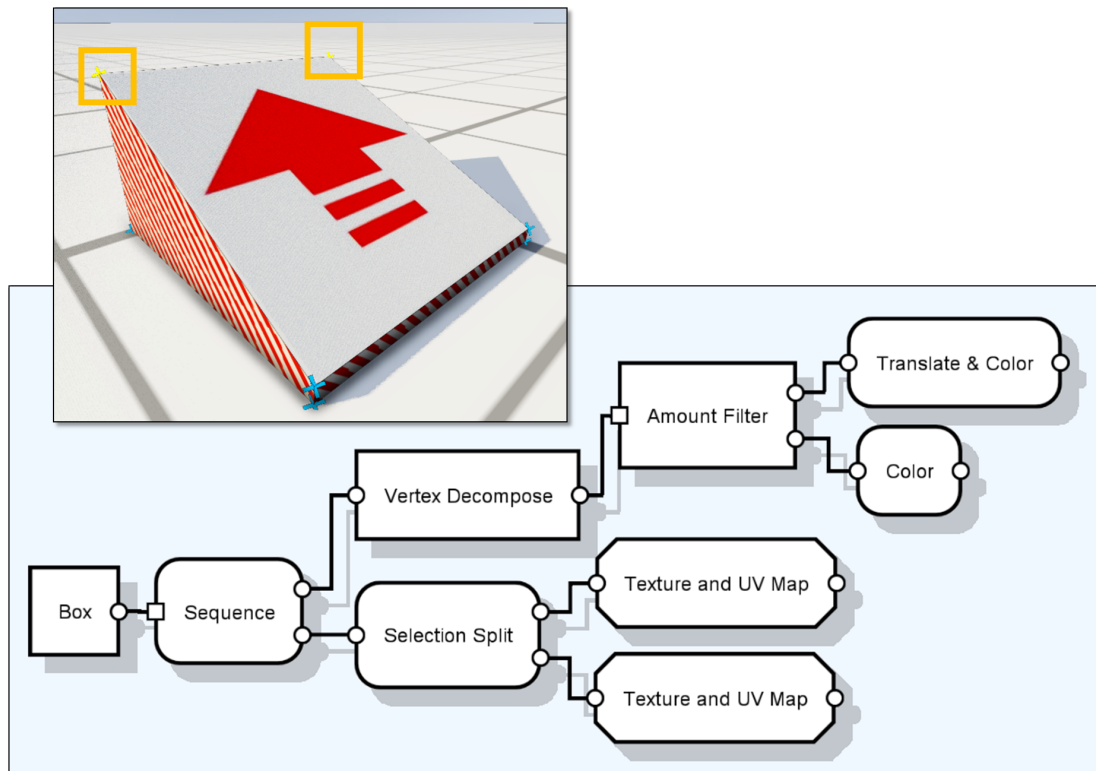 Translate & Color
Amount Filter
Color
Vertex Decompose
Texture and UV Map
Box
Sequence
Selection Split
Texture and UV Map